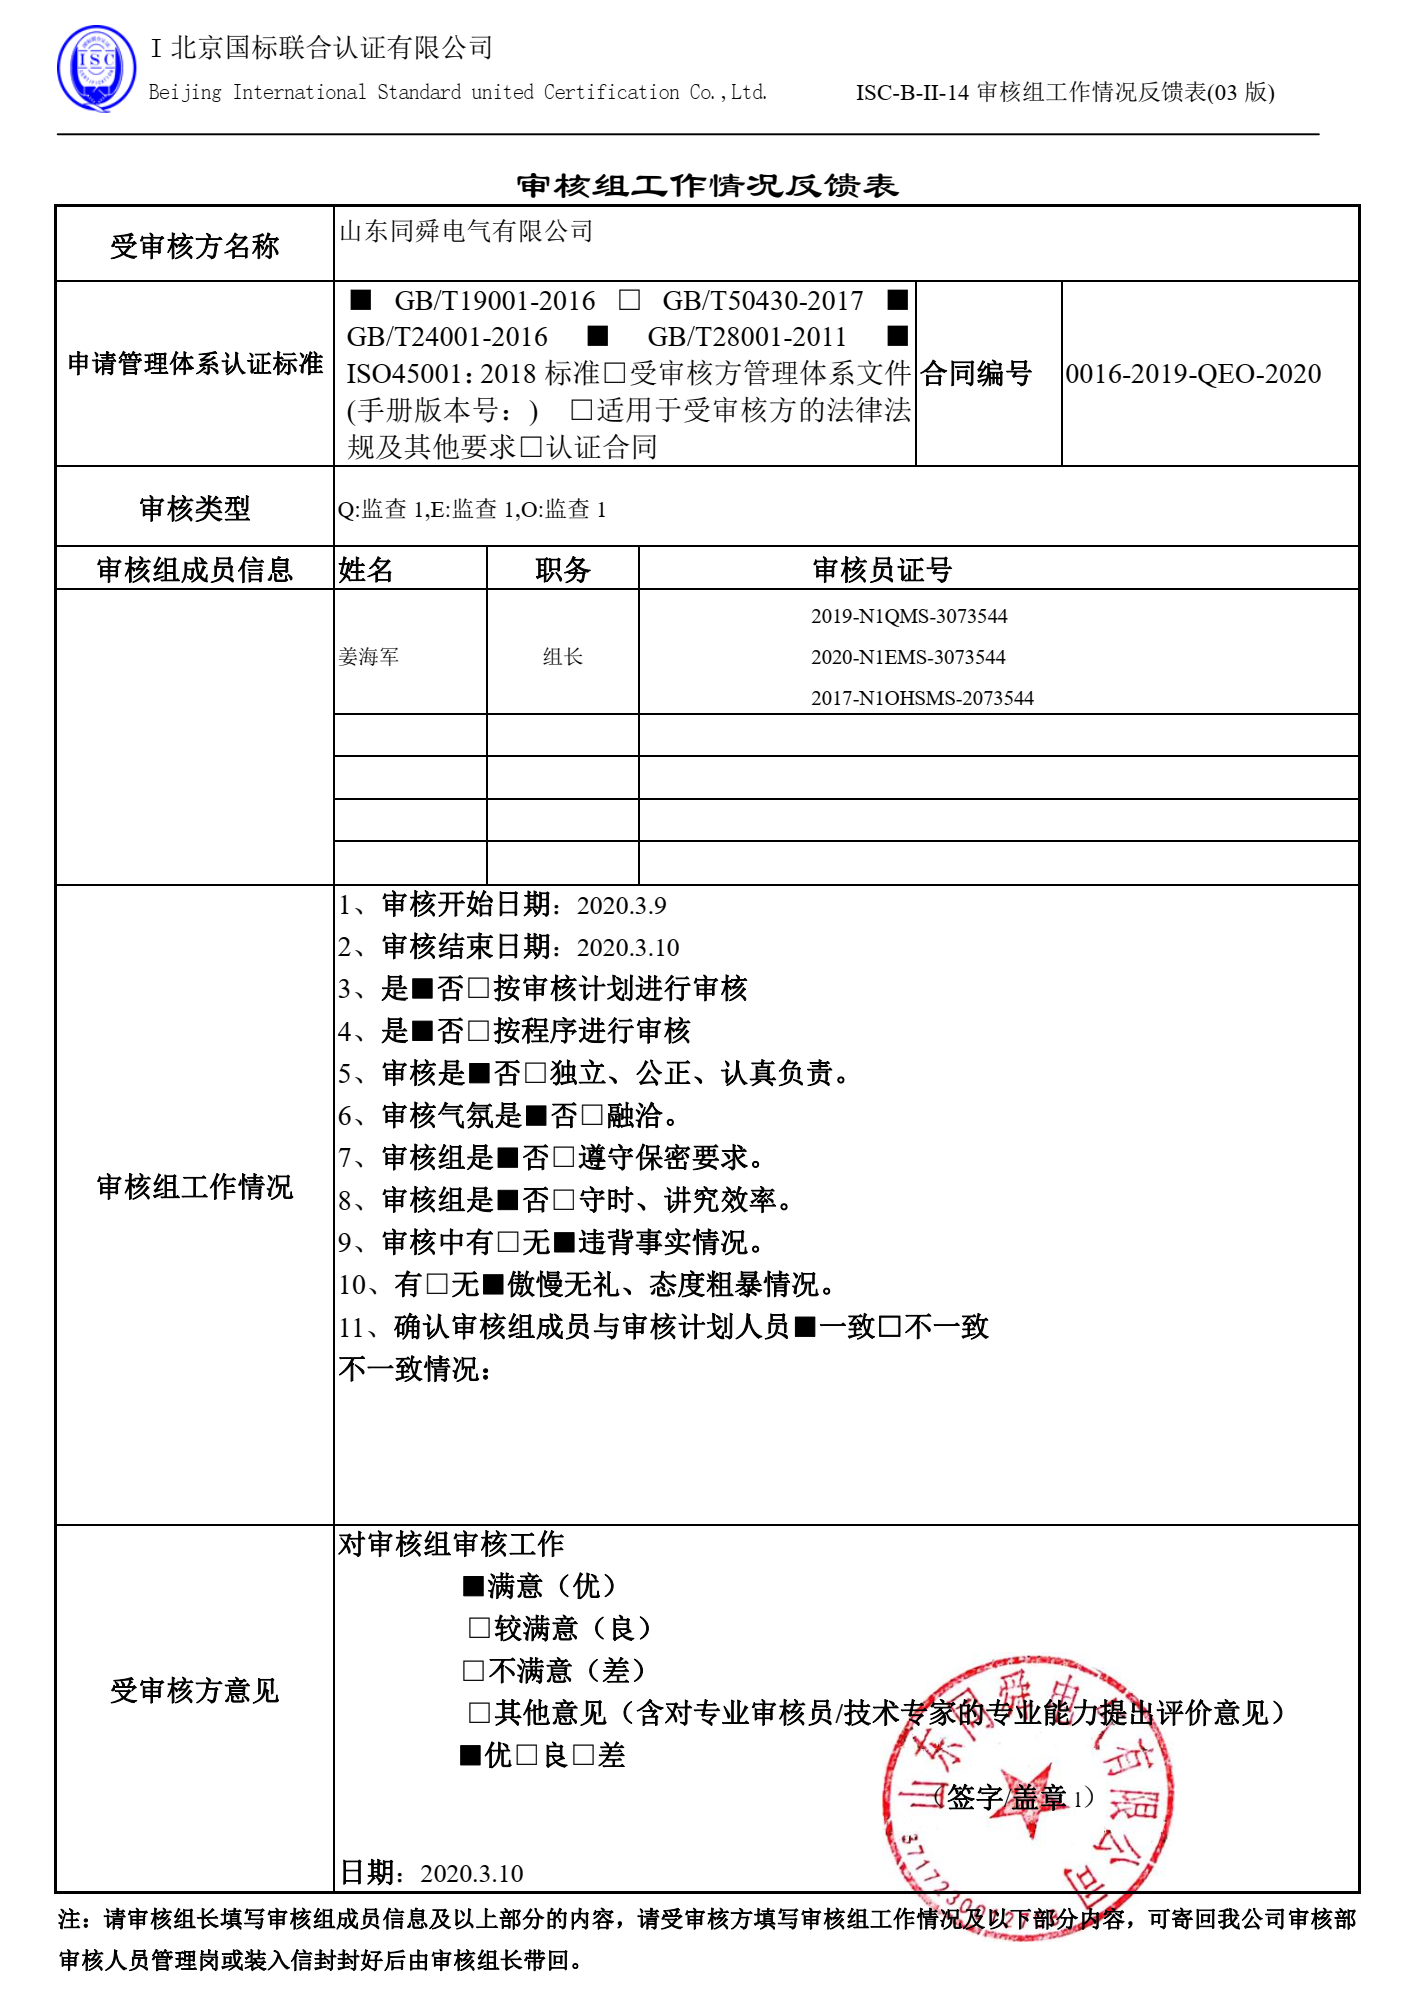 ISC
I 北京国标联合认证有限公司
Beijing International Standard united Certification Co.,Ltd.
ISC-B-II-14 审核组工作情况反馈表(03 版)
审核组工作情况反馈表
受审核方名称
山东同舜电气有限公司
申请管理体系认证标准
■ GB/T19001-2016 □ GB/T50430-2017 ■
GB/T24001-2016 ■ GB/T28001-2011 ■
ISO45001：2018 标准□受审核方管理体系文件
(手册版本号：) □适用于受审核方的法律法
规及其他要求□认证合同
合同编号
0016-2019-QEO-2020
审核类型
Q:监查 1,E:监查 1,O:监查 1
审核组成员信息
姓名
职务
审核员证号
姜海军
组长
2019-N1QMS-3073544
2020-N1EMS-3073544
2017-N1OHSMS-2073544
审核组工作情况
1、审核开始日期：2020.3.9
2、审核结束日期：2020.3.10
3、是■否□按审核计划进行审核
4、是■否□按程序进行审核
5、审核是■否□独立、公正、认真负责。
6、审核气氛是■否□融洽。
7、审核组是■否□遵守保密要求。
8、审核组是■否□守时、讲究效率。
9、审核中有□无■违背事实情况。
10、有□无■傲慢无礼、态度粗暴情况。
11、确认审核组成员与审核计划人员■一致□不一致
不一致情况：
受审核方意见
对审核组审核工作
■满意（优）
□较满意（良）
□不满意（差）
□其他意见（含对专业审核员/技术专家的专业能力提出评价意见）
■优□良□差
（签字/盖章 1）
日期：2020.3.10
山东同舜电气有限公司
注：请审核组长填写审核组成员信息及以上部分的内容，请受审核方填写审核组工作情况及以下部分内容，可寄回我公司审核部
审核人员管理岗或装入信封封好后由审核组长带回。